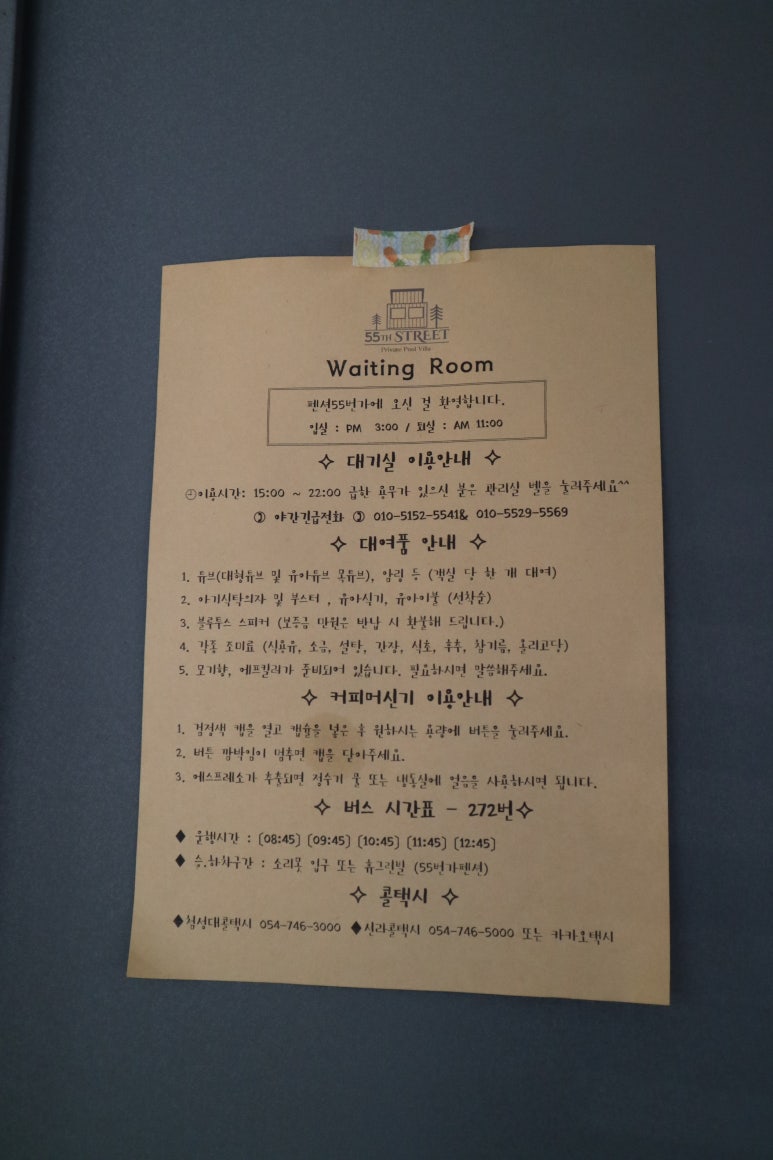 55TH STREET
Private Pool Villa
Waiting Room
펜션55번가에 오신 걸 환영합니다.
입실 : PM 3:00 / 퇴실 : AM 11:00
✧ 대기실 이용안내 ✧
이용시간: 15:00 ~ 22:00 급한 용무가 있으신 분은 관리실 벨을 눌러주세요^^
야간긴급전화 010-5152-5541& 010-5529-5569
✧ 대여품 안내 ✧
1. 튜브(대형튜브 및 유아튜브 목튜브), 암링 등 (객실 당 한 개 대여)
2. 아기식탁의자 및 부스터 , 유아식기, 유아이불 (선착순)
3. 블루투스 스피커 (보증금 만원은 반납 시 환불해 드립니다.)
4. 각종 조미료 (식용유, 소금, 설탕, 간장, 식초, 후추, 참기름, 올리고당)
5. 모기향, 에프킬라가 준비되어 있습니다. 필요하시면 말씀해주세요.
✧ 커피머신기 이용안내 ✧
1. 검정색 캡을 열고 캡슐을 넣은 후 원하시는 용량에 버튼을 눌러주세요.
2. 버튼 깜박임이 멈추면 캡을 닫아주세요.
3. 에스프레소가 추출되면 정수기 물 또는 냉동실에 얼음을 사용하시면 됩니다.
✧ 버스 시간표 - 272번✧
◆ 운행시간 : (08:45) (09:45) (10:45) (11:45) (12:45)
◆ 승,하차구간 : 소리못 입구 또는 휴그린빌 (55번가펜션)
✧ 콜택시 ✧
◆첨성대콜택시 054-746-3000 ◆신라콜택시 054-746-5000 또는 카카오택시